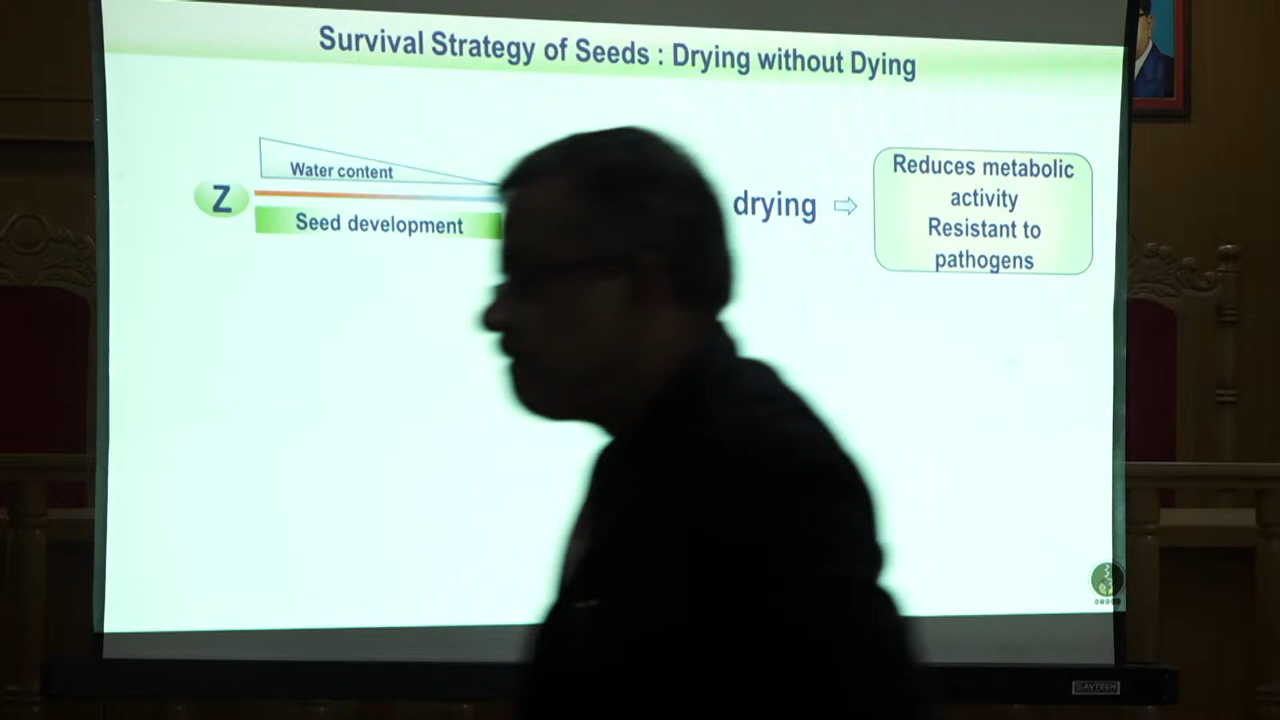 Survival Strategy of Seeds : Drying without Dying
Water content
Z
Seed development
drying
Reduces metabolic
activity
Resistant to
pathogens
AVTECH